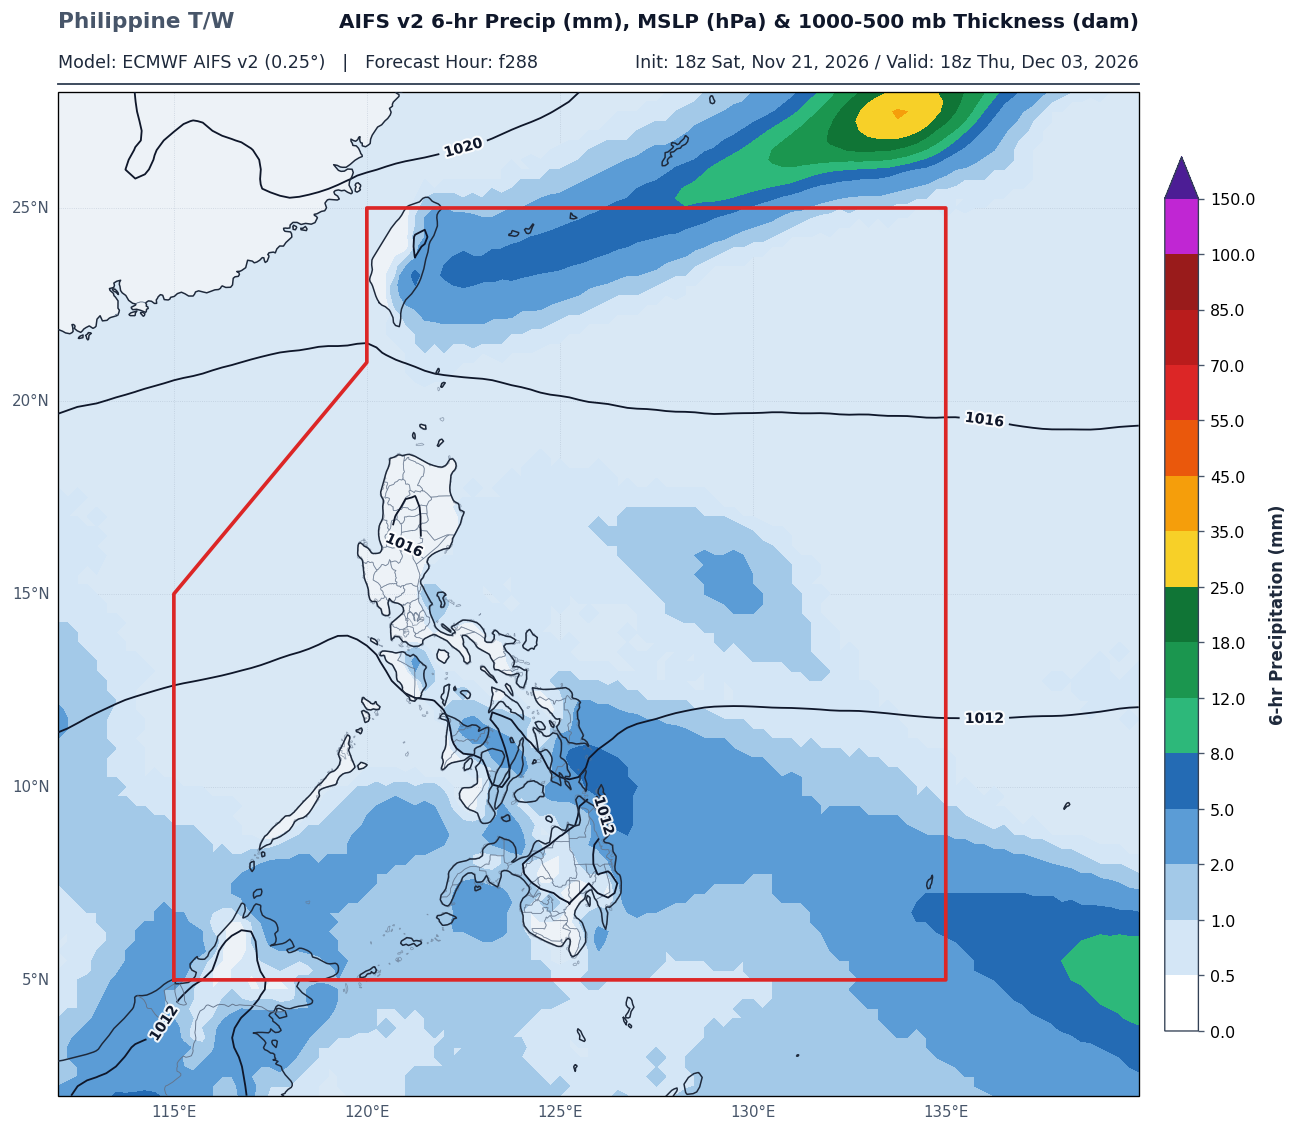 Philippine T/W
AIFS v2 6-hr Precip (mm), MSLP (hPa) & 1000-500 mb Thickness (dam)
Model: ECMWF AIFS v2 (0.25°)   |   Forecast Hour: f288
Init: 18z Sat, Nov 21, 2026 / Valid: 18z Thu, Dec 03, 2026
1020
1016
1016
1012
1012
1012
25°N
20°N
15°N
10°N
5°N
115°E
120°E
125°E
130°E
135°E
150.0
100.0
85.0
70.0
55.0
45.0
35.0
25.0
18.0
12.0
8.0
5.0
2.0
1.0
0.5
0.0
6-hr Precipitation (mm)